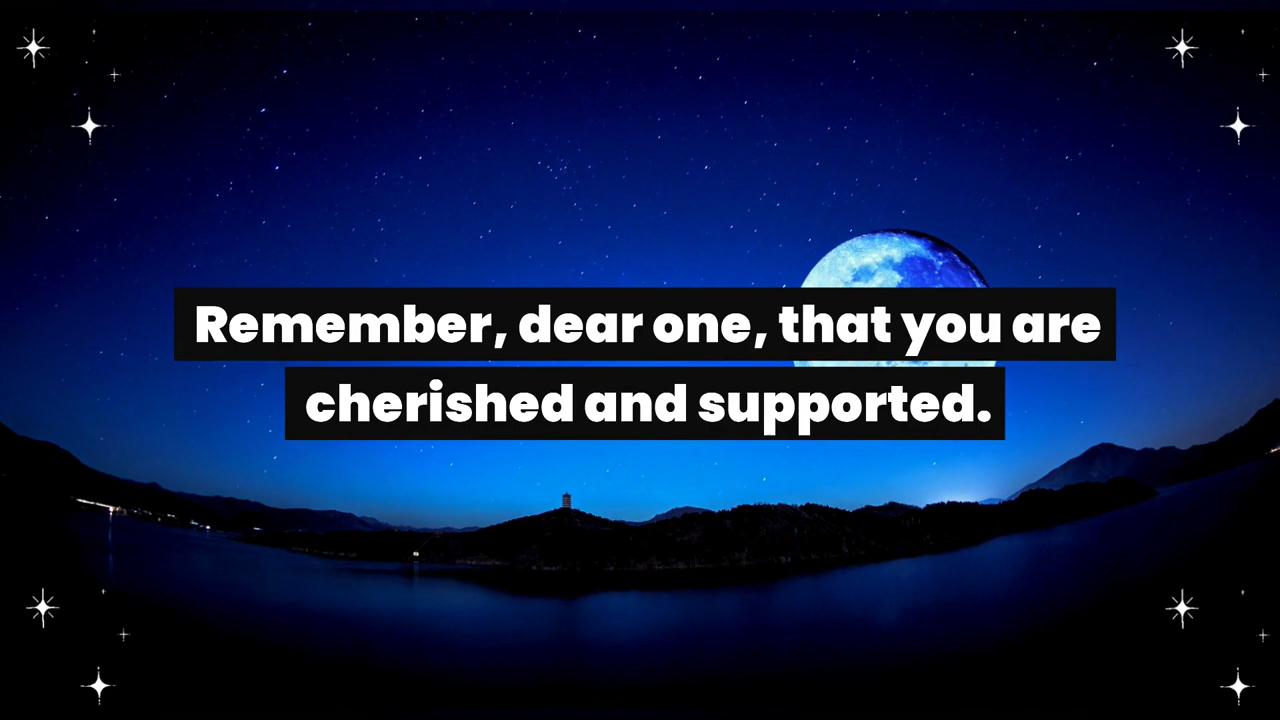 Remember, dear one, that you are
cherished and supported.